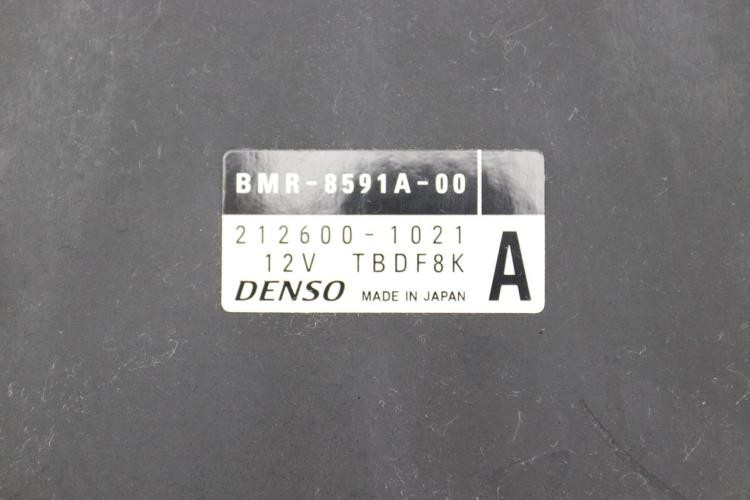 BMR-8591A-00
212600-1021
12V TBDF8K
DENSO MADE IN JAPAN
A